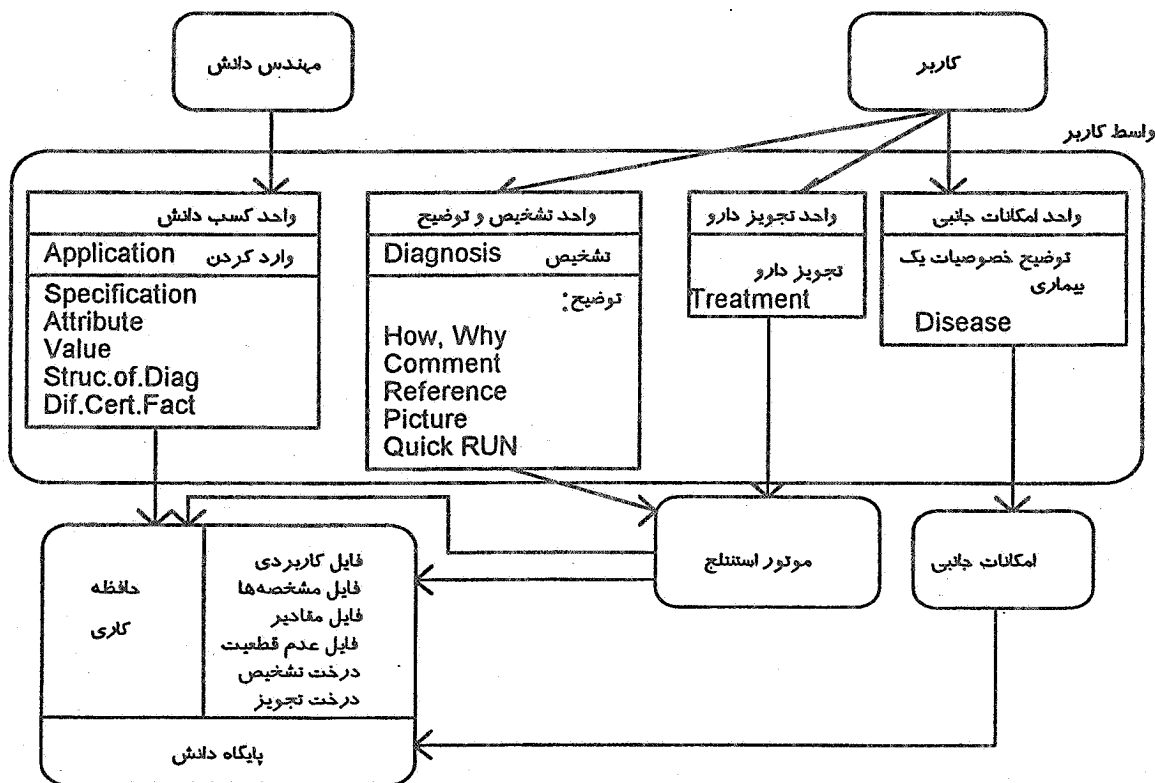 مهندس دانش
کاربر
واسط کاربر
واحد کسب دانش
وارد کردن Application
Specification
Attribute
Value
Struc.of.Diag
Dif.Cert.Fact
واحد تشخیص و توضیح
تشخیص Diagnosis
توضیح:
How, Why
Comment
Reference
Picture
Quick RUN
واحد تجویز دارو
تجویز دارو
Treatment
واحد امکانات جانبی
توضیح خصوصیات یک
بیماری
Disease
حافظه
کاری
فایل کاربردی
فایل مشخصه‌ها
فایل مقادیر
فایل عدم قطعیت
درخت تشخیص
درخت تجویز
پایگاه دانش
موتور استنتاج
امکانات جانبی